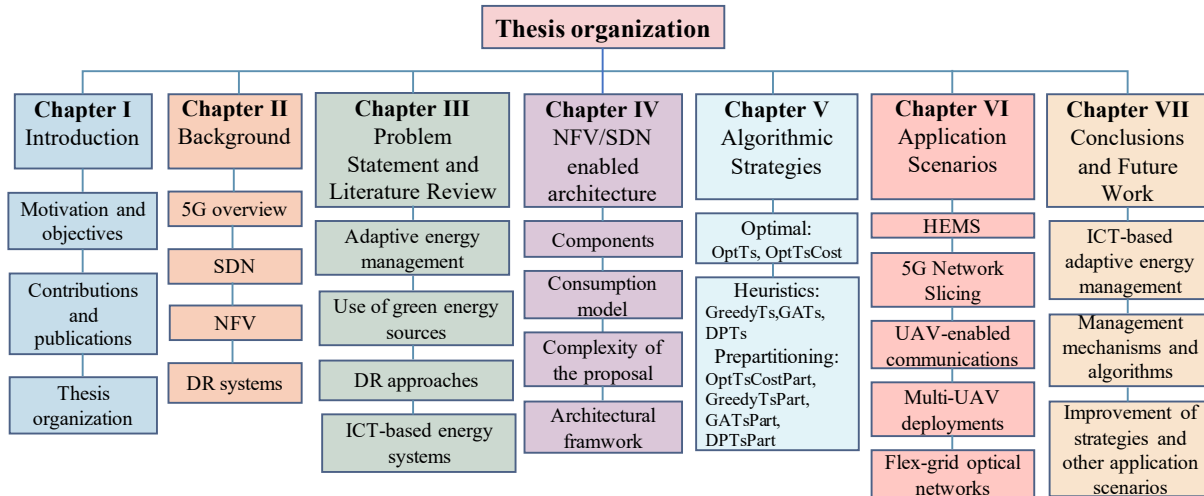 Thesis organization
Chapter I
Introduction
Motivation and
objectives
Contributions
and
publications
Thesis
organization
Chapter II
Background
5G overview
SDN
NFV
DR systems
Chapter III
Problem
Statement and
Literature Review
Adaptive energy
management
Use of green energy
sources
DR approaches
ICT-based energy
systems
Chapter IV
NFV/SDN
enabled
architecture
Components
Consumption
model
Complexity of
the proposal
Architectural
framwork
Chapter V
Algorithmic
Strategies
Optimal:
OptTs, OptTsCost
Heuristics:
GreedyTs,GATs,
DPTs
Prepartitioning:
OptTsCostPart,
GreedyTsPart,
GATsPart,
DPTsPart
Chapter VI
Application
Scenarios
HEMS
5G Network
Slicing
UAV-enabled
communications
Multi-UAV
deployments
Flex-grid optical
networks
Chapter VII
Conclusions
and Future
Work
ICT-based
adaptive energy
management
Management
mechanisms and
algorithms
Improvement of
strategies and
other application
scenarios